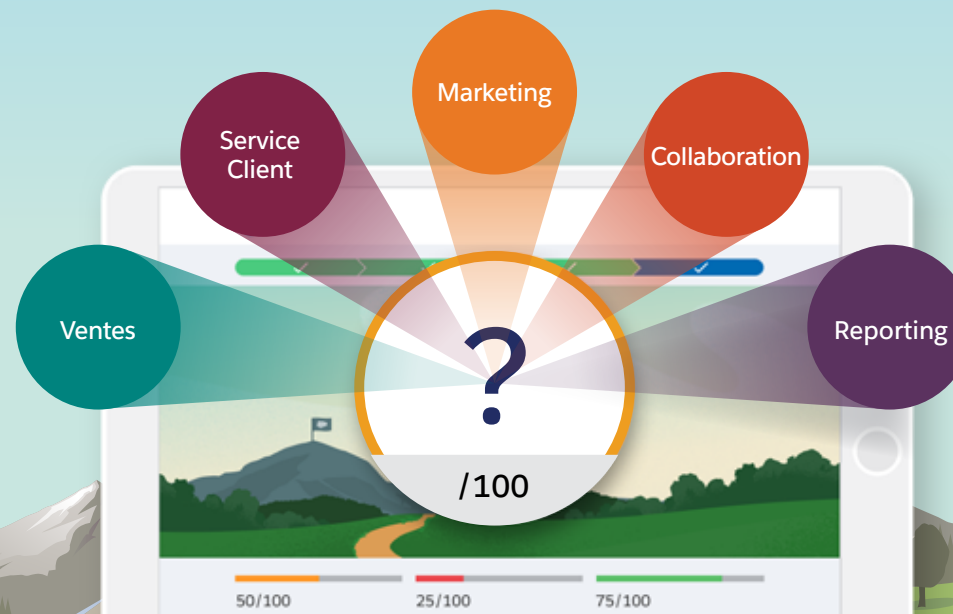 Marketing
Service
Client
Collaboration
Ventes
Reporting
?
/100
50/100
25/100
75/100